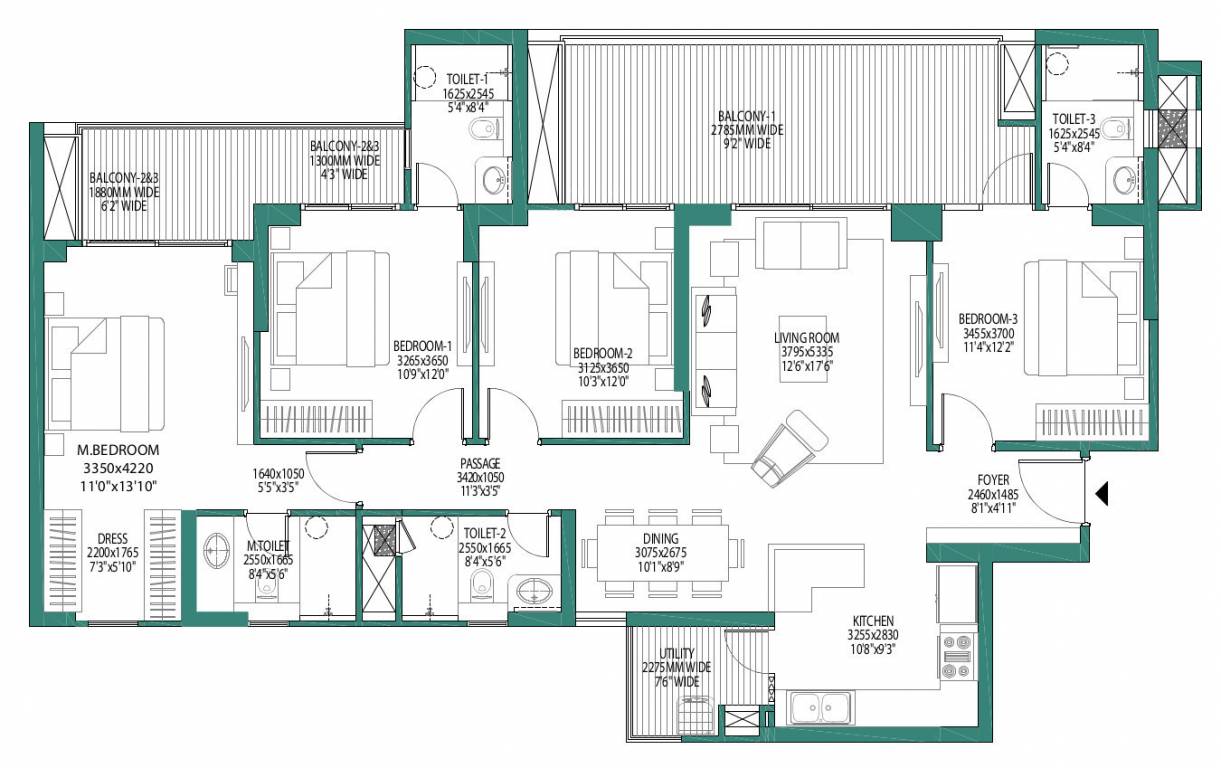 TOILET-1
1625x2545
5'4"x8'4"
BALCONY-1
2785MM WIDE
9'2" WIDE
TOILET-3
1625x2545
5'4"x8'4"
BALCONY-2&3
1300MM WIDE
4'3" WIDE
BALCONY-2&3
1880MM WIDE
6'2" WIDE
BEDROOM-1
3265x3650
10'9"x12'0"
BEDROOM-2
3125x3650
10'3"x12'0"
LIVING ROOM
3795x5335
12'6"x17'6"
BEDROOM-3
3455x3700
11'4"x12'2"
M.BEDROOM
3350x4220
11'0"x13'10"
1640x1050
5'5"x3'5"
PASSAGE
3420x1050
11'3"x3'5"
FOYER
2460x1485
8'1"x4'11"
DRESS
2200x1765
7'3"x5'10"
M.TOILET
2550x1665
8'4"x5'6"
TOILET-2
2550x1665
8'4"x5'6"
DINING
3075x2675
10'1"x8'9"
KITCHEN
3255x2830
10'8"x9'3"
UTILITY
2275MM WIDE
7'6" WIDE